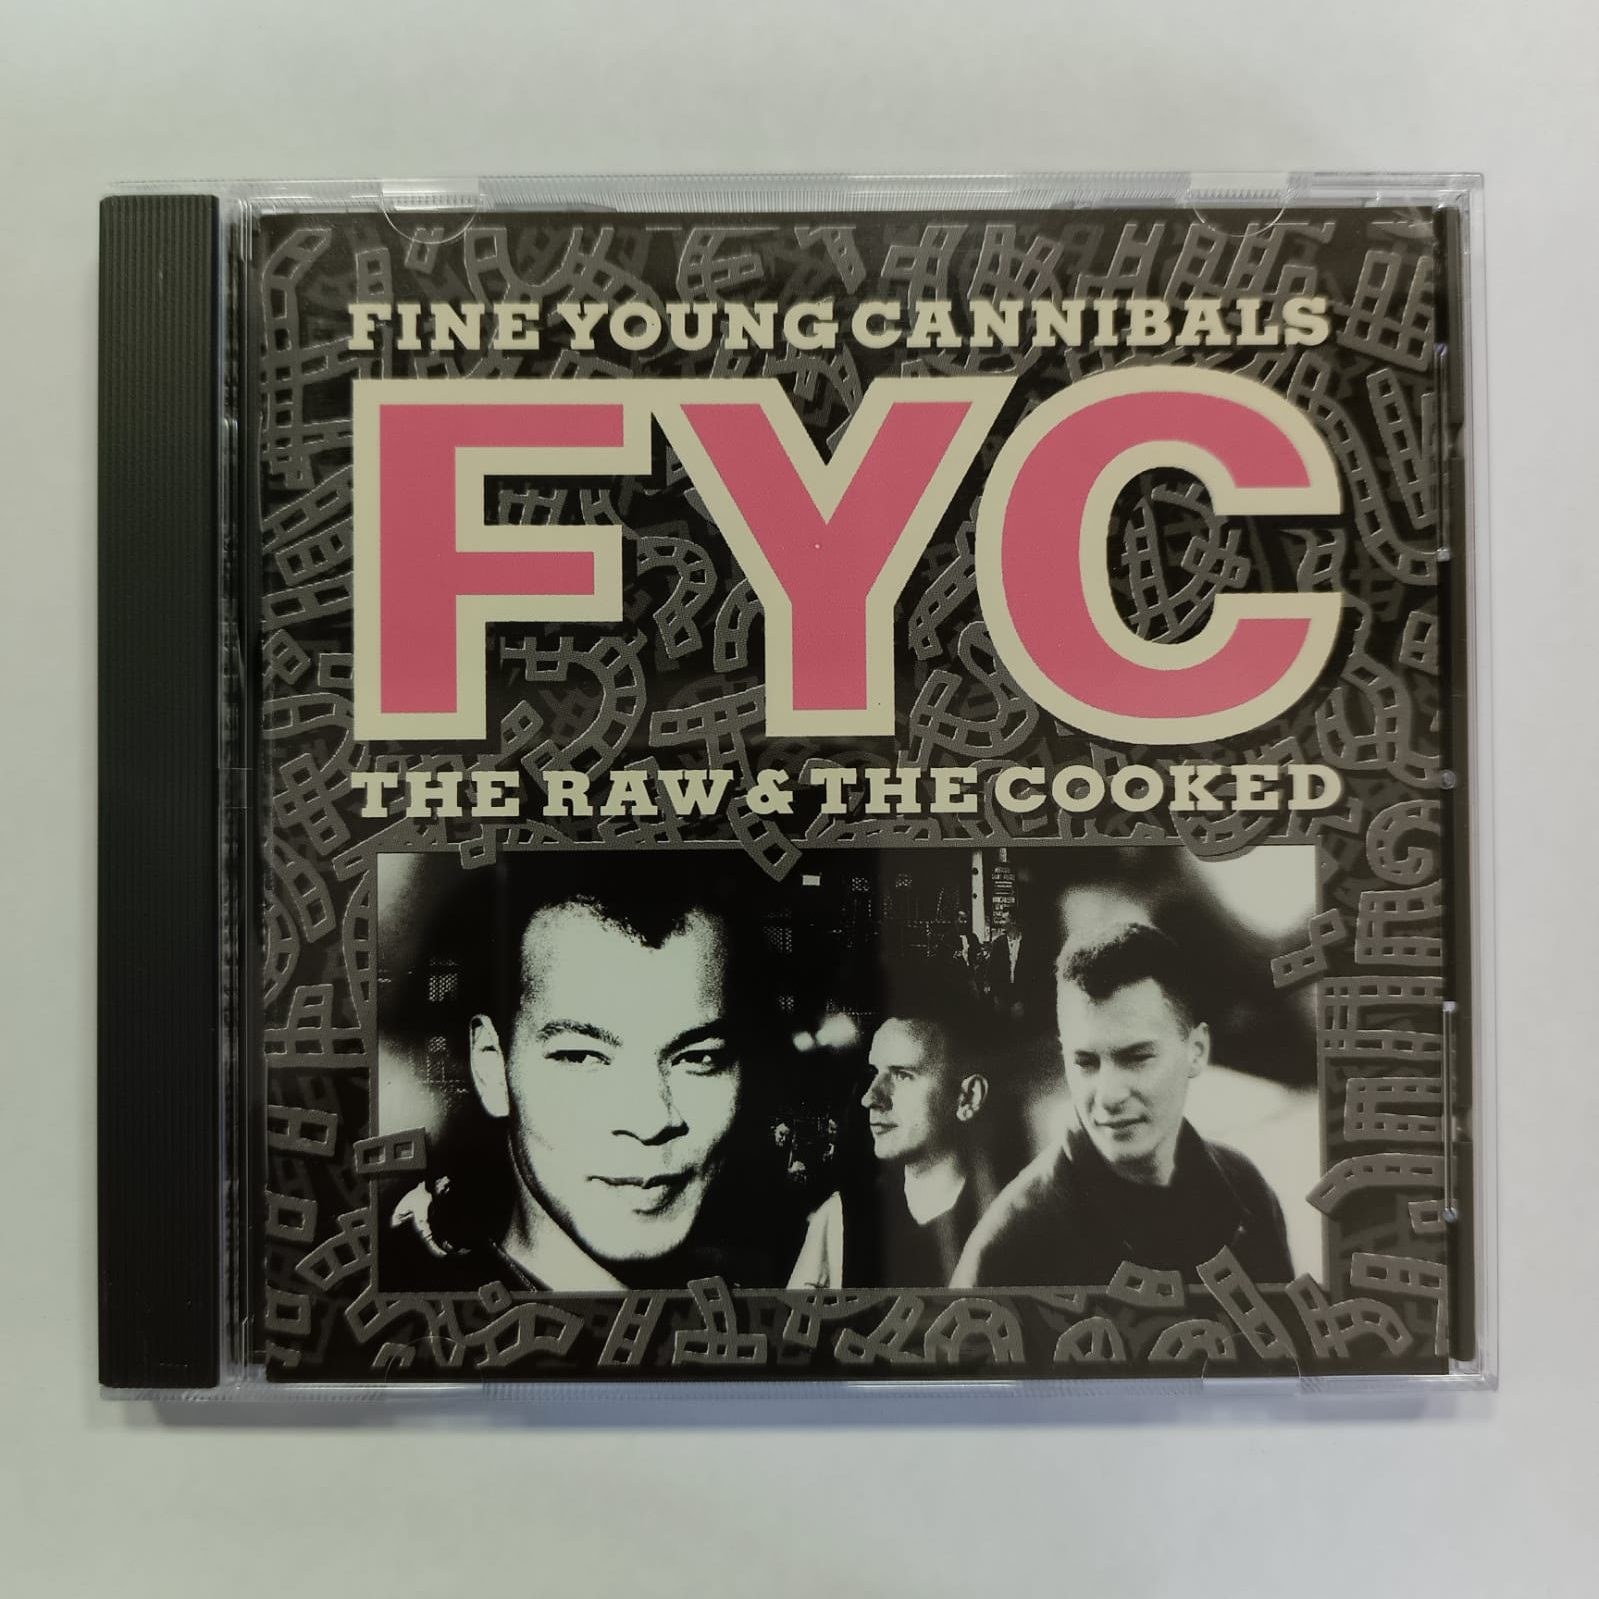 FINE YOUNG CANNIBALS
FYC
THE RAW & THE COOKED